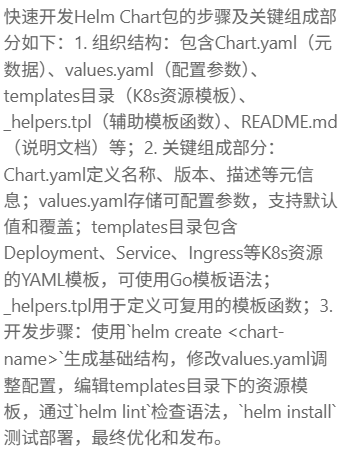 快速开发Helm Chart包的步骤及关键组成部
分如下：1. 组织结构：包含Chart.yaml（元
数据）、values.yaml（配置参数）、
templates目录（K8s资源模板）、
_helpers.tpl（辅助模板函数）、README.md
（说明文档）等；2. 关键组成部分：
Chart.yaml定义名称、版本、描述等元信
息；values.yaml存储可配置参数，支持默认
值和覆盖；templates目录包含
Deployment、Service、Ingress等K8s资源
的YAML模板，可使用Go模板语法；
_helpers.tpl用于定义可复用的模板函数；3.
开发步骤：使用`helm create <chart-
name>`生成基础结构，修改values.yaml调
整配置，编辑templates目录下的资源模
板，通过`helm lint`检查语法，`helm install`
测试部署，最终优化和发布。